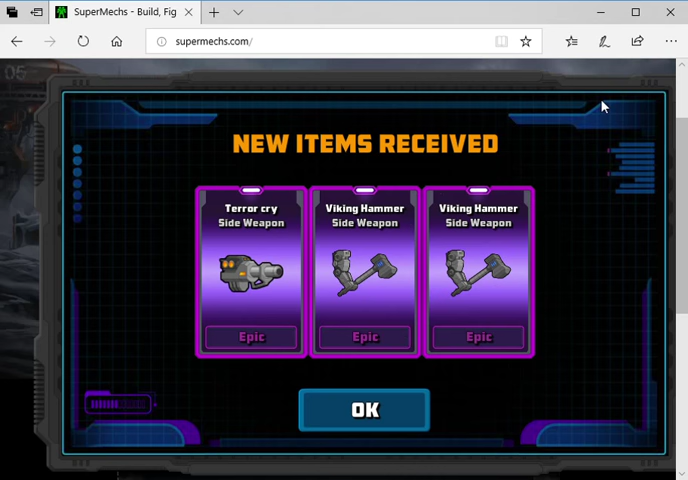 SuperMechs - Build, Fig
supermechs.com/
05
NEW ITEMS RECEIVED
Terror cry
Side Weapon
Epic
Viking Hammer
Side Weapon
Epic
Viking Hammer
Side Weapon
Epic
OK